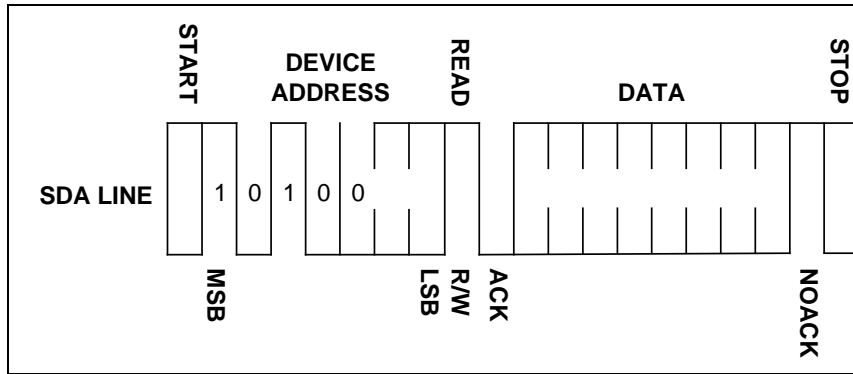 START
DEVICE
ADDRESS
READ
DATA
STOP
SDA LINE
1 0 1 0 0
MSB
LSB
R/W
ACK
NOACK